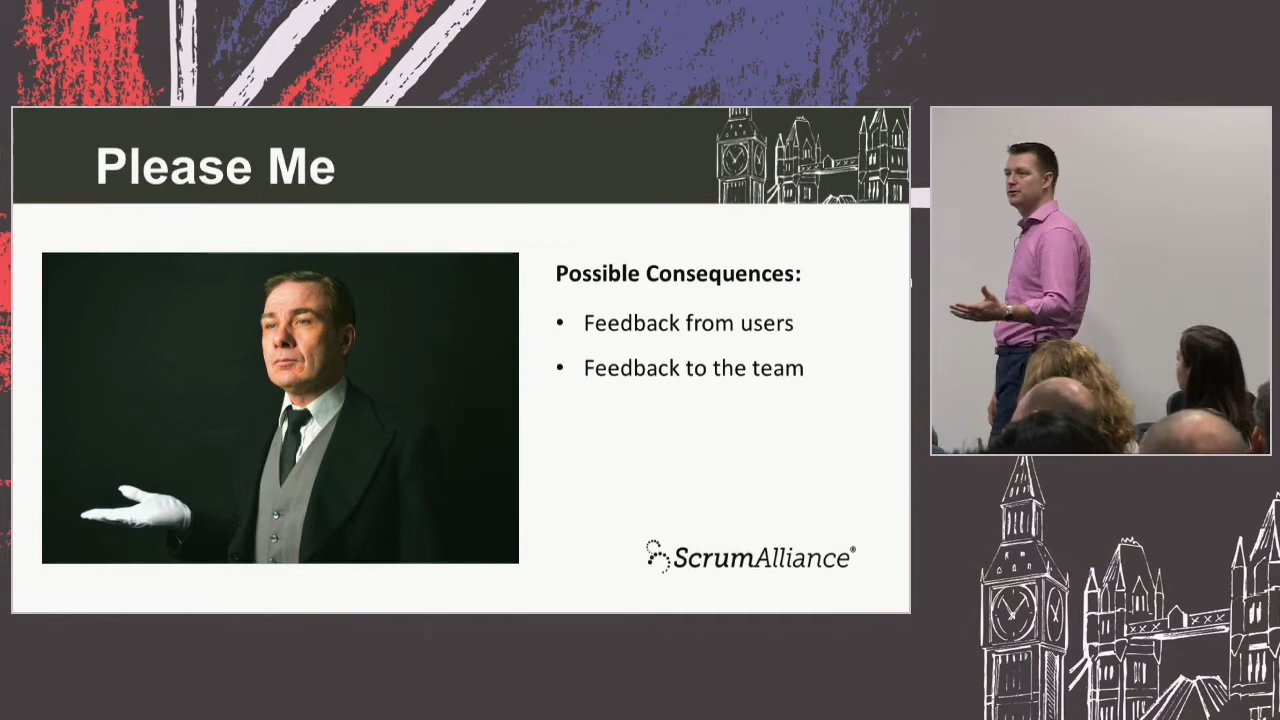 Please Me
Possible Consequences:
• Feedback from users
• Feedback to the team
ScrumAlliance®